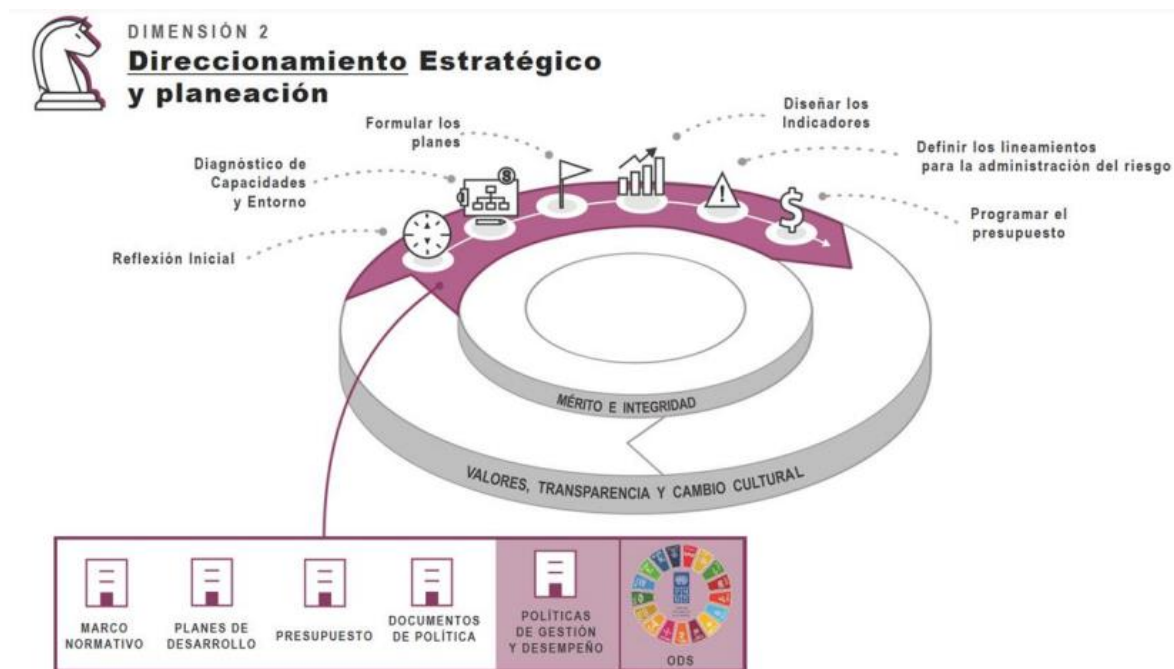 DIMENSIÓN 2
Direccionamiento Estratégico
y planeación
Reflexión Inicial
Diagnóstico de
Capacidades
y Entorno
Formular los
planes
Diseñar los
Indicadores
Definir los lineamientos
para la administración del riesgo
Programar el
presupuesto
$
MÉRITO E INTEGRIDAD
VALORES, TRANSPARENCIA Y CAMBIO CULTURAL
MARCO
NORMATIVO
PLANES DE
DESARROLLO
PRESUPUESTO
DOCUMENTOS
DE POLÍTICA
POLÍTICAS
DE GESTIÓN
Y DESEMPEÑO
ODS